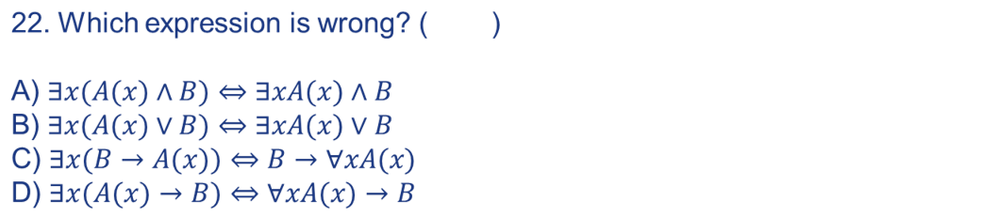 22. Which expression is wrong? (        )
A) ∃x(A(x) ∧ B) ⇔ ∃xA(x) ∧ B
B) ∃x(A(x) ∨ B) ⇔ ∃xA(x) ∨ B
C) ∃x(B → A(x)) ⇔ B → ∀xA(x)
D) ∃x(A(x) → B) ⇔ ∀xA(x) → B